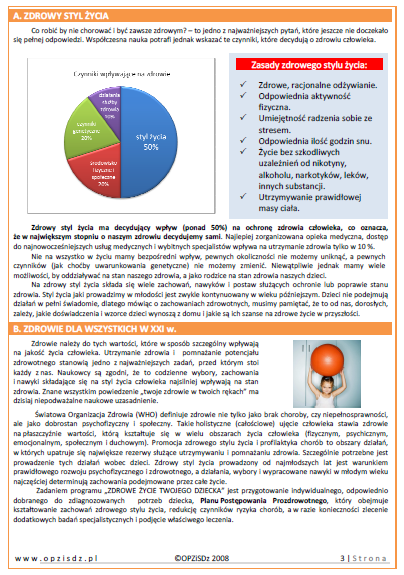 A. ZDROWY STYL ŻYCIA
Co robić by nie chorować i być zawsze zdrowym? – to jedno z najważniejszych pytań, które jeszcze nie doczekało
się pełnej odpowiedzi. Współczesna nauka potrafi jednak wskazać te czynniki, które decydują o zdrowiu człowieka.
Czynniki wpływające na zdrowie
działania
służby
zdrowia
10%
czynniki
genetyczne
20%
styl życia
50%
środowisko
fizyczne i
społeczne
20%
Zasady zdrowego stylu życia:
✓ Zdrowe, racjonalne odżywianie.
✓ Odpowiednia aktywność
fizyczna.
✓ Umiejętność radzenia sobie ze
stresem.
✓ Odpowiednia ilość godzin snu.
✓ Życie bez szkodliwych
uzależnień od nikotyny,
alkoholu, narkotyków, leków,
innych substancji.
✓ Utrzymywanie prawidłowej
masy ciała.
Zdrowy styl życia ma decydujący wpływ (ponad 50%) na ochronę zdrowia człowieka, co oznacza,
że w największym stopniu o naszym zdrowiu decydujemy sami. Najlepiej zorganizowana opieka medyczna, dostęp
do najnowocześniejszych usług medycznych i wybitnych specjalistów wpływa na utrzymanie zdrowia tylko w 10 %.
Nie na wszystko w życiu mamy bezpośredni wpływ, pewnych okoliczności nie możemy uniknąć, a pewnych
czynników (jak choćby uwarunkowania genetyczne) nie możemy zmienić. Niewątpliwie jednak mamy wiele
możliwości, by oddziaływać na stan naszego zdrowia, a jako rodzice na stan zdrowia naszych dzieci.
Na zdrowy styl życia składa się wiele zachowań, nawyków i postaw służących ochronie lub poprawie stanu
zdrowia. Styl życia jaki prowadzimy w młodości jest zwykle kontynuowany w wieku późniejszym. Dzieci nie podejmują
działań w pełni świadomie, dlatego mówiąc o zachowaniach zdrowotnych, musimy pamiętać, że to od nas, dorosłych,
zależy, jakie doświadczenia i wzorce dzieci wynoszą z domu i jakie są ich szanse na zdrowe życie w przyszłości.
B. ZDROWIE DLA WSZYSTKICH W XXI w.
Zdrowie należy do tych wartości, które w sposób szczególny wpływają
na jakość życia człowieka. Utrzymanie zdrowia i pomnażanie potencjału
zdrowotnego stanowią jedno z najważniejszych zadań, przed którym stoi
każdy z nas. Naukowcy są zgodni, że to codzienne wybory, zachowania
i nawyki składające się na styl życia człowieka najsilniej wpływają na stan
zdrowia. Znane wszystkim powiedzenie „twoje zdrowie w twoich rękach” ma
dzisiaj niepodważalne naukowe uzasadnienie.
Światowa Organizacja Zdrowia (WHO) definiuje zdrowie nie tylko jako brak choroby, czy niepełnosprawności,
ale jako dobrostan psychofizyczny i społeczny. Takie holistyczne (całościowe) ujęcie człowieka stawia zdrowie
na płaszczyźnie wartości, którą kształtuje się w wielu obszarach życia człowieka (fizycznym, psychicznym,
emocjonalnym, społecznym i duchowym). Promocja zdrowego stylu życia i profilaktyka chorób to obszary działań,
w których upatruje się największe rezerwy służące utrzymywaniu i pomnażaniu zdrowia. Szczególnie potrzebne jest
prowadzenie tych działań wobec dzieci. Zdrowy styl życia prowadzony od najmłodszych lat jest warunkiem
prawidłowego rozwoju psychofizycznego i zdrowotnego, a działania, wybory i wypracowane nawyki w młodym wieku
najczęściej determinują zachowania podejmowane przez całe życie.
Zadaniem programu „ZDROWE ŻYCIE TWOJEGO DZIECKA” jest przygotowanie indywidualnego, odpowiednio
dobranego do zdiagnozowanych potrzeb dziecka, Planu Postępowania Prozdrowotnego, który obejmuje
kształtowanie zachowań zdrowego stylu życia, redukcję czynników ryzyka chorób, a w razie konieczności zlecenie
dodatkowych badań specjalistycznych i podjęcie właściwego leczenia.
www.opzisdz.pl ©OPZiSDz 2008 3 | Strona